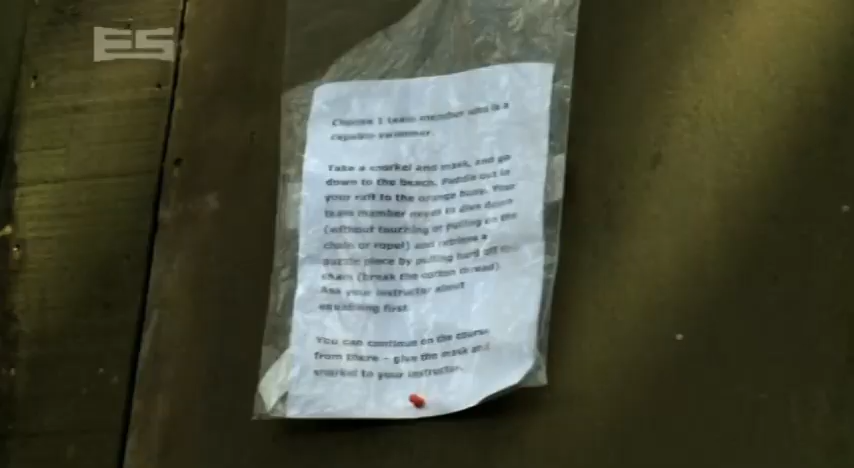 ES
Choose 1 team member who is a
capable swimmer.
Take a snorkel and mask, and go
down to the beach. Paddle out in
your raft to the orange buoy. Your
team member needs to dive down
(without touching or pulling on the
chain or rope!) and retrieve a
puzzle piece by pulling hard off the
chain (break the cotton thread).
Ask your instructor about
equalising first.
You can continue on the course
from there - give the mask and
snorkel to your instructor.